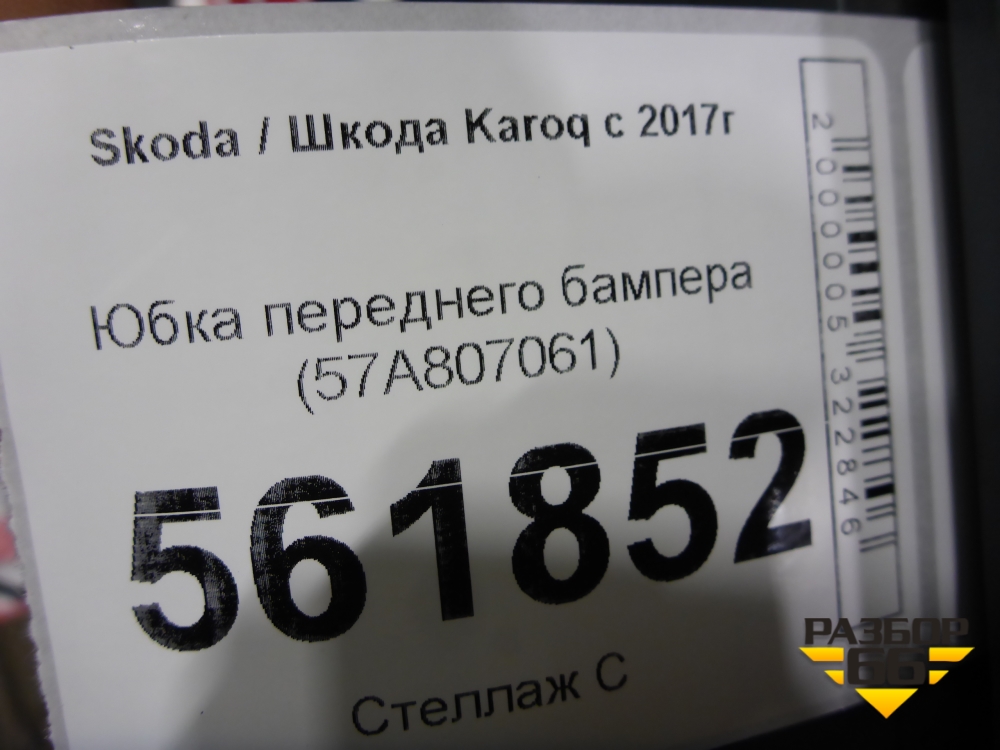 Skoda / Шкода Karoq с 2017г
Юбка переднего бампера
(57A807061)
561852
Стеллаж С
2000005322846
РАЗБОР
66